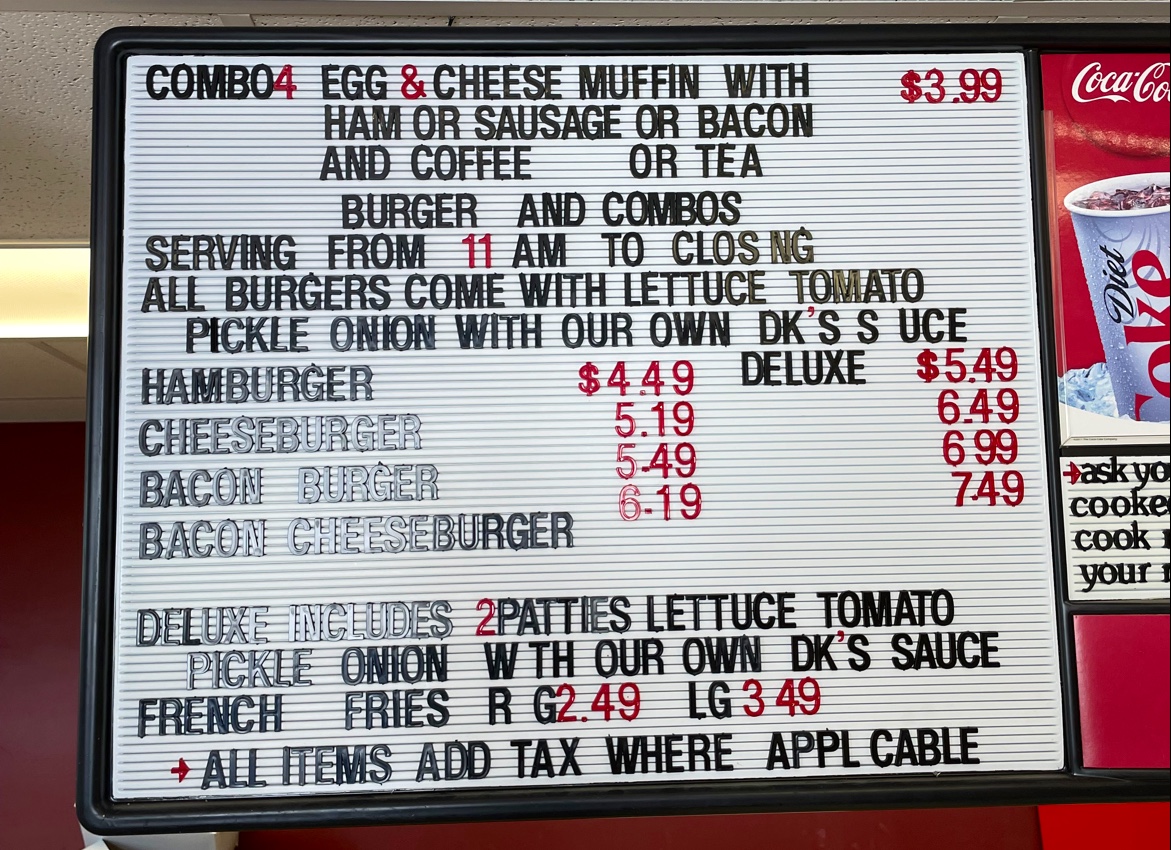 COMBO4 EGG & CHEESE MUFFIN WITH $3.99
HAM OR SAUSAGE OR BACON
AND COFFEE OR TEA
BURGER AND COMBOS
SERVING FROM 11 AM TO CLOS NG
ALL BURGERS COME WITH LETTUCE TOMATO
PICKLE ONION WITH OUR OWN DK'S S UCE
HAMBURGER $4.49 DELUXE $5.49
CHEESEBURGER 5.19 6.49
BACON BURGER 5.49 6 99
BACON CHEESEBURGER 6-19 7.49
DELUXE INCLUDES 2PATTIES LETTUCE TOMATO
PICKLE ONION W TH OUR OWN DK'S SAUCE
FRENCH FRIES R G2.49 LG 3 49
→ ALL ITEMS ADD TAX WHERE APPL CABLE
Coca-Co
Diet
Coke
→ask yo
cooke
cook
your